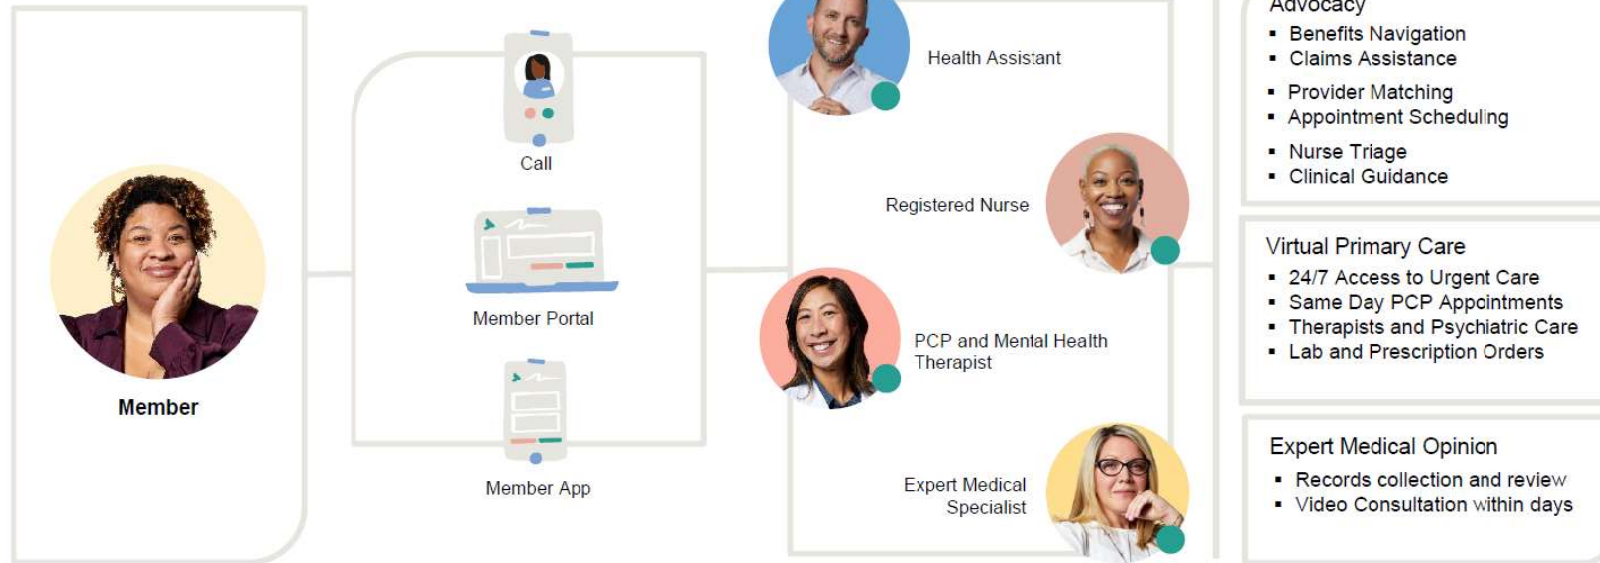 Member
Call
Member Portal
Member App
Health Assistant
Registered Nurse
PCP and Mental Health
Therapist
Expert Medical
Specialist
Advocacy
▪ Benefits Navigation
▪ Claims Assistance
▪ Provider Matching
▪ Appointment Scheduling
▪ Nurse Triage
▪ Clinical Guidance
Virtual Primary Care
▪ 24/7 Access to Urgent Care
▪ Same Day PCP Appointments
▪ Therapists and Psychiatric Care
▪ Lab and Prescription Orders
Expert Medical Opinion
▪ Records collection and review
▪ Video Consultation within days